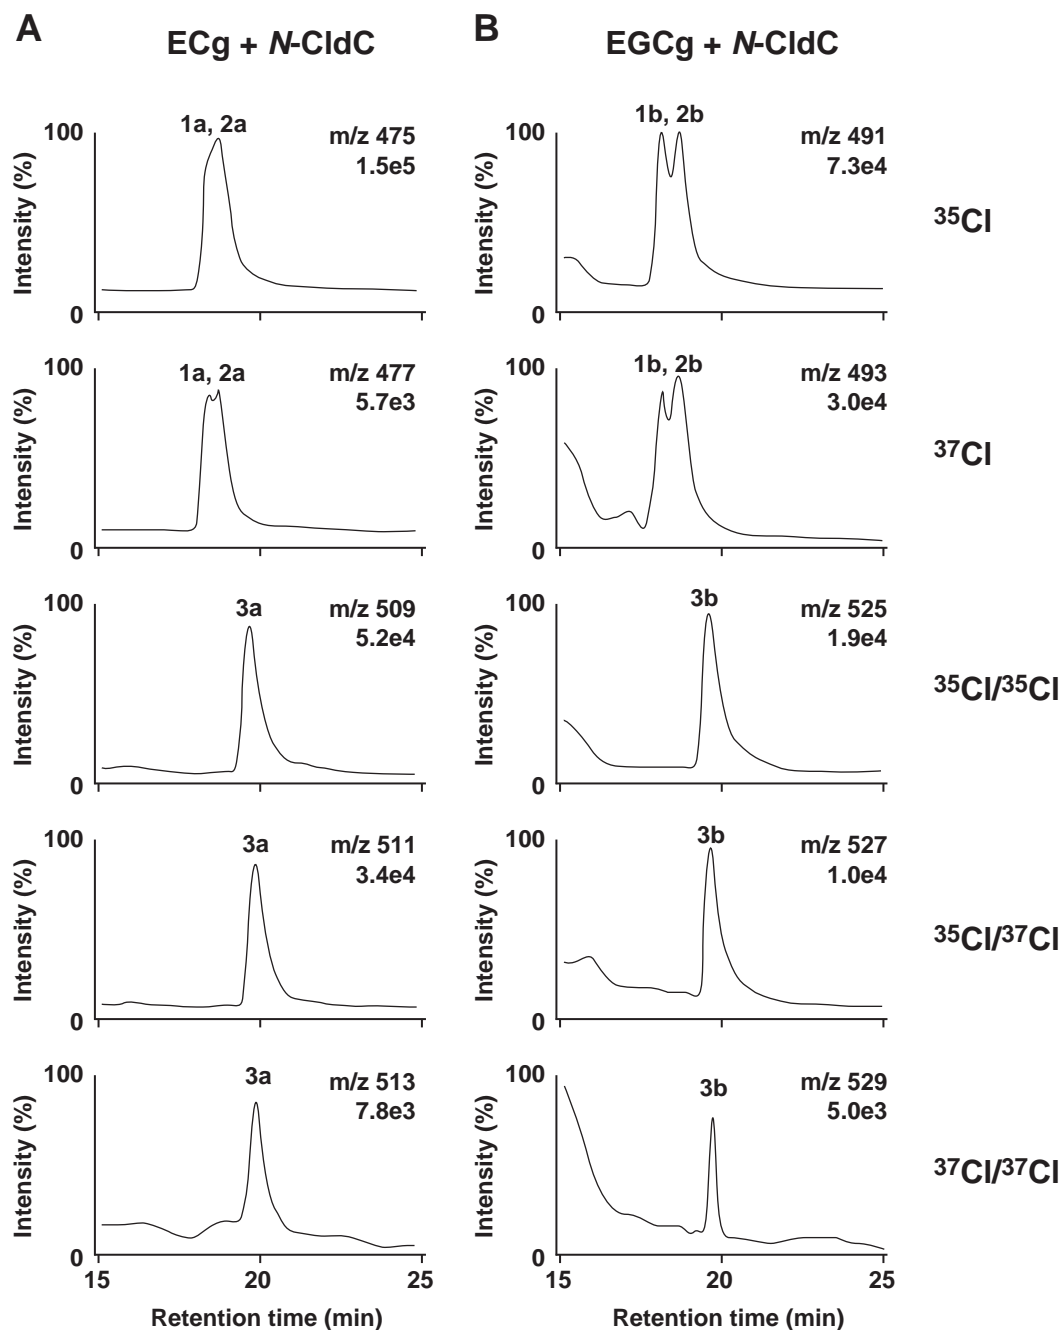 A
ECg + N-CldC
B
EGCg + N-CldC
Intensity (%)
100
0
1a, 2a
m/z 475
1.5e5
Intensity (%)
100
0
1b, 2b
m/z 491
7.3e4
35Cl
Intensity (%)
100
0
1a, 2a
m/z 477
5.7e3
Intensity (%)
100
0
1b, 2b
m/z 493
3.0e4
37Cl
Intensity (%)
100
0
3a
m/z 509
5.2e4
Intensity (%)
100
0
3b
m/z 525
1.9e4
35Cl/35Cl
Intensity (%)
100
0
3a
m/z 511
3.4e4
Intensity (%)
100
0
3b
m/z 527
1.0e4
35Cl/37Cl
Intensity (%)
100
0
3a
m/z 513
7.8e3
15
20
25
Retention time (min)
Intensity (%)
100
0
3b
m/z 529
5.0e3
15
20
25
Retention time (min)
37Cl/37Cl